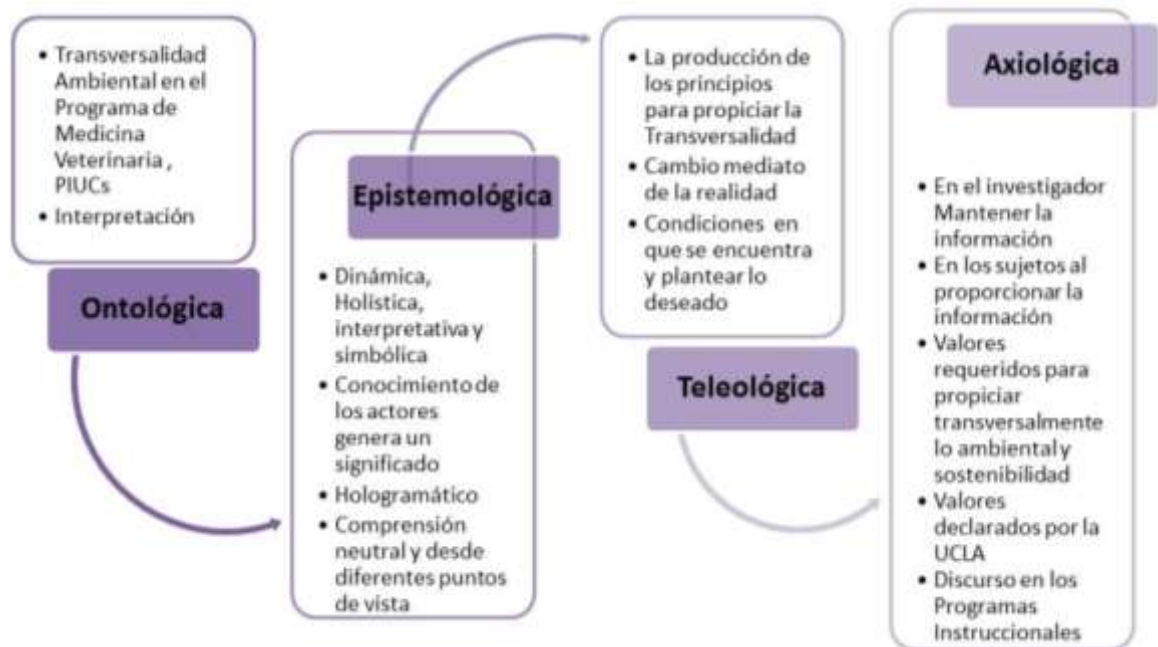 • Transversalidad
Ambiental en el
Programa de
Medicina
Veterinaria ,
PIUCs
• Interpretación
Ontológica
Epistemológica
• Dinámica,
Holística,
interpretativa y
simbólica
• Conocimiento de
los actores
genera un
significado
• Hologramático
• Comprensión
neutral y desde
diferentes puntos
de vista
• La producción de
los principios
para propiciar la
Transversalidad
• Cambio mediato
de la realidad
• Condiciones en
que se encuentra
y plantear lo
deseado
Teleológica
Axiológica
• En el investigador
Mantener la
información
• En los sujetos al
proporcionar la
información
• Valores
requeridos para
propiciar
transversalmente
lo ambiental y
sostenibilidad
• Valores
declarados por la
UCLA
• Discurso en los
Programas
Instruccionales